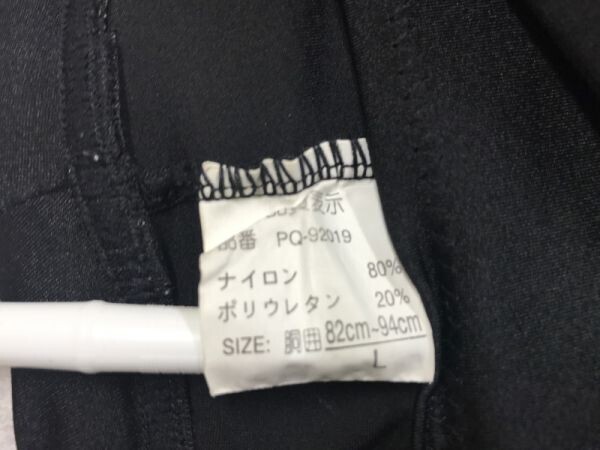 表示
品番 PQ-92019
ナイロン 80%
ポリウレタン 20%
SIZE: 胴囲 82cm~94cm
L